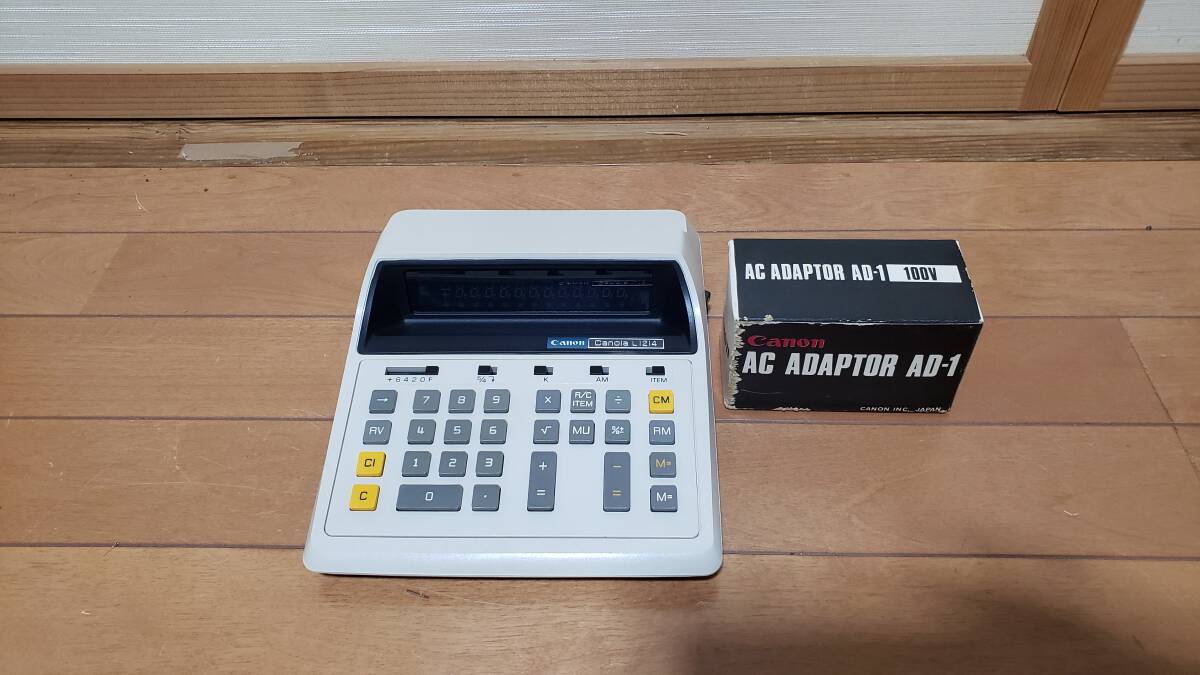 Canon Canola L1214
+ 6 4 2 0 F 5/4 K AM ITEM
→ 7 8 9 × R/C ITEM ÷ CM
RV 4 5 6 √ MU %± RM
CI 1 2 3 + = − = M=
C 0 . M=
AC ADAPTOR AD-1 100V
Canon
AC ADAPTOR AD-1
CANON INC. JAPAN